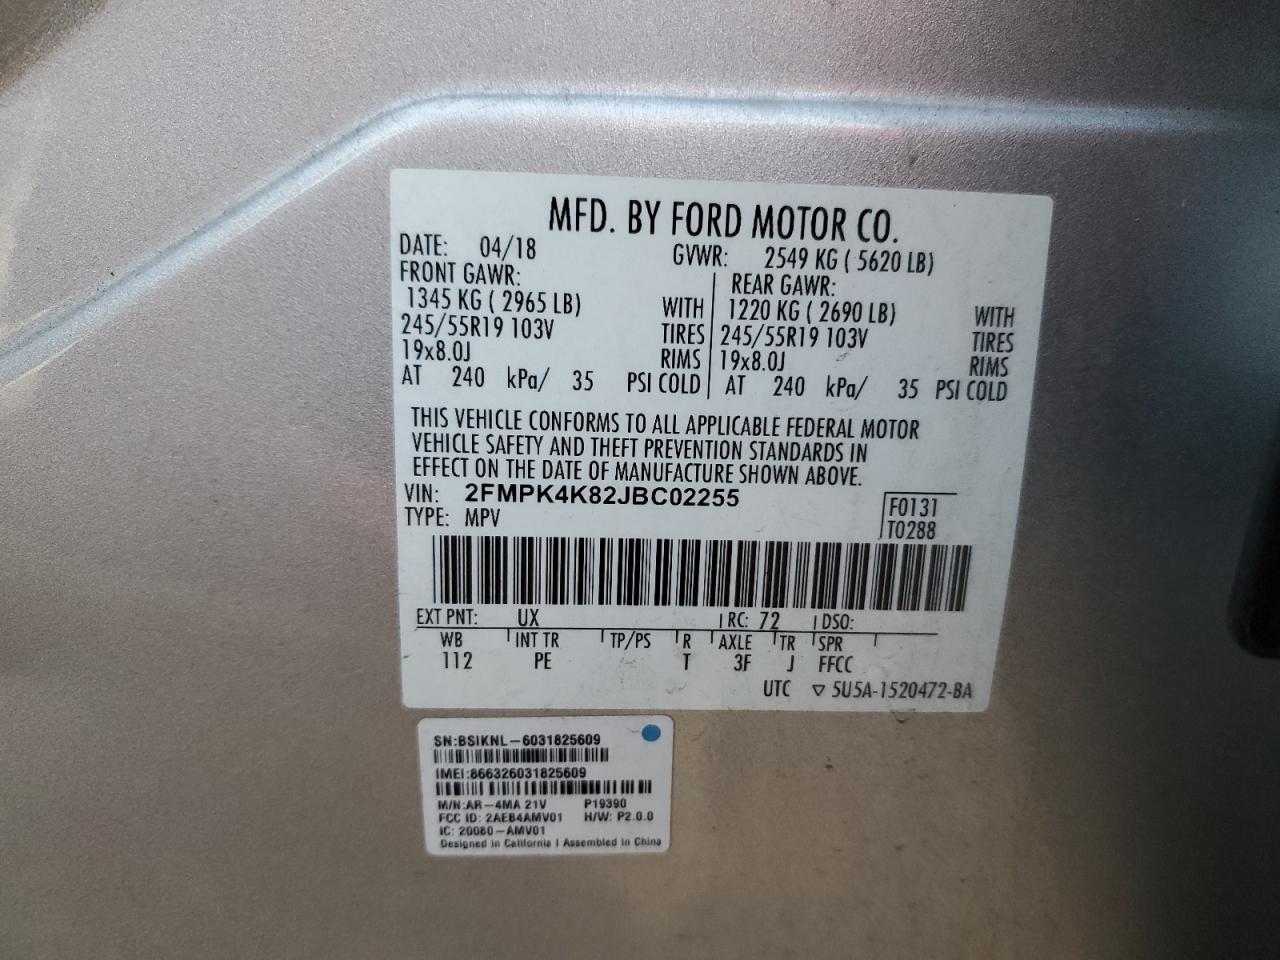 MFD. BY FORD MOTOR CO.
DATE: 04/18 GVWR: 2549 KG ( 5620 LB)
FRONT GAWR: REAR GAWR:
1345 KG ( 2965 LB) WITH 1220 KG ( 2690 LB) WITH
245/55R19 103V TIRES 245/55R19 103V TIRES
19x8.0J RIMS 19x8.0J RIMS
AT 240 kPa/ 35 PSI COLD AT 240 kPa/ 35 PSI COLD
THIS VEHICLE CONFORMS TO ALL APPLICABLE FEDERAL MOTOR
VEHICLE SAFETY AND THEFT PREVENTION STANDARDS IN
EFFECT ON THE DATE OF MANUFACTURE SHOWN ABOVE.
VIN: 2FMPK4K82JBC02255
TYPE: MPV
F0131
T0288
EXT PNT: UX RC: 72 DSO:
WB INT TR TP/PS R AXLE TR SPR
112 PE T 3F J FFCC
UTC ▽ 5U5A-1520472-BA
SN:BSIKNL-6031825609
IMEI:866326031825609
M/N:AR-4MA 21V P19390
FCC ID: 2AEB4AMV01 H/W: P2.0.0
IC: 20080-AMV01
Designed in California | Assembled in China